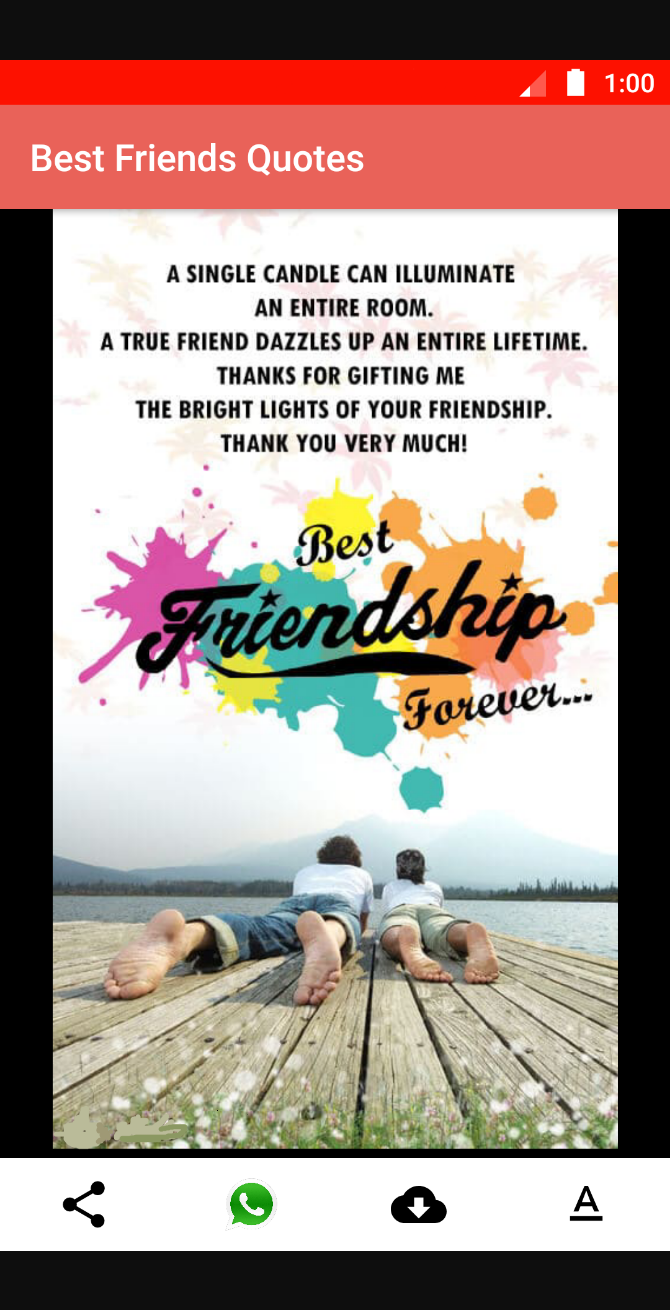 1:00
Best Friends Quotes
A SINGLE CANDLE CAN ILLUMINATE
AN ENTIRE ROOM.
A TRUE FRIEND DAZZLES UP AN ENTIRE LIFETIME.
THANKS FOR GIFTING ME
THE BRIGHT LIGHTS OF YOUR FRIENDSHIP.
THANK YOU VERY MUCH!
Best
Friendship
Forever...
A